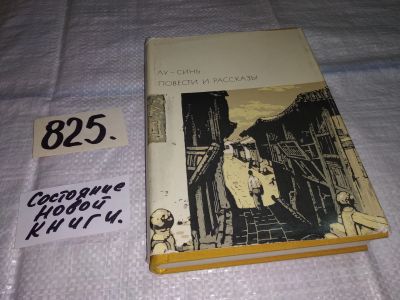 825.
Состояние
новой
книги.
ЛУ-СИНЬ
ПОВЕСТИ И РАССКАЗЫ